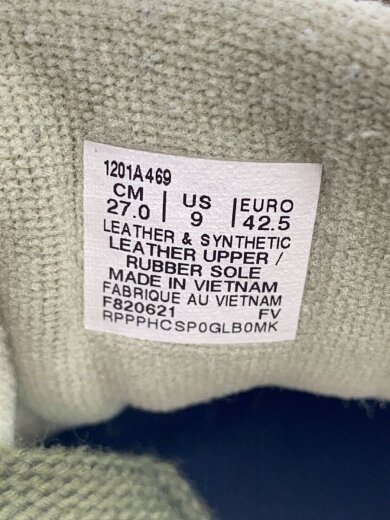 1201A469
CM | US | EURO
27.0 9 42.5
LEATHER & SYNTHETIC
LEATHER UPPER /
RUBBER SOLE
MADE IN VIETNAM
FABRIQUE AU VIETNAM
F820621 FV
RPPPHCSP0GLB0MK